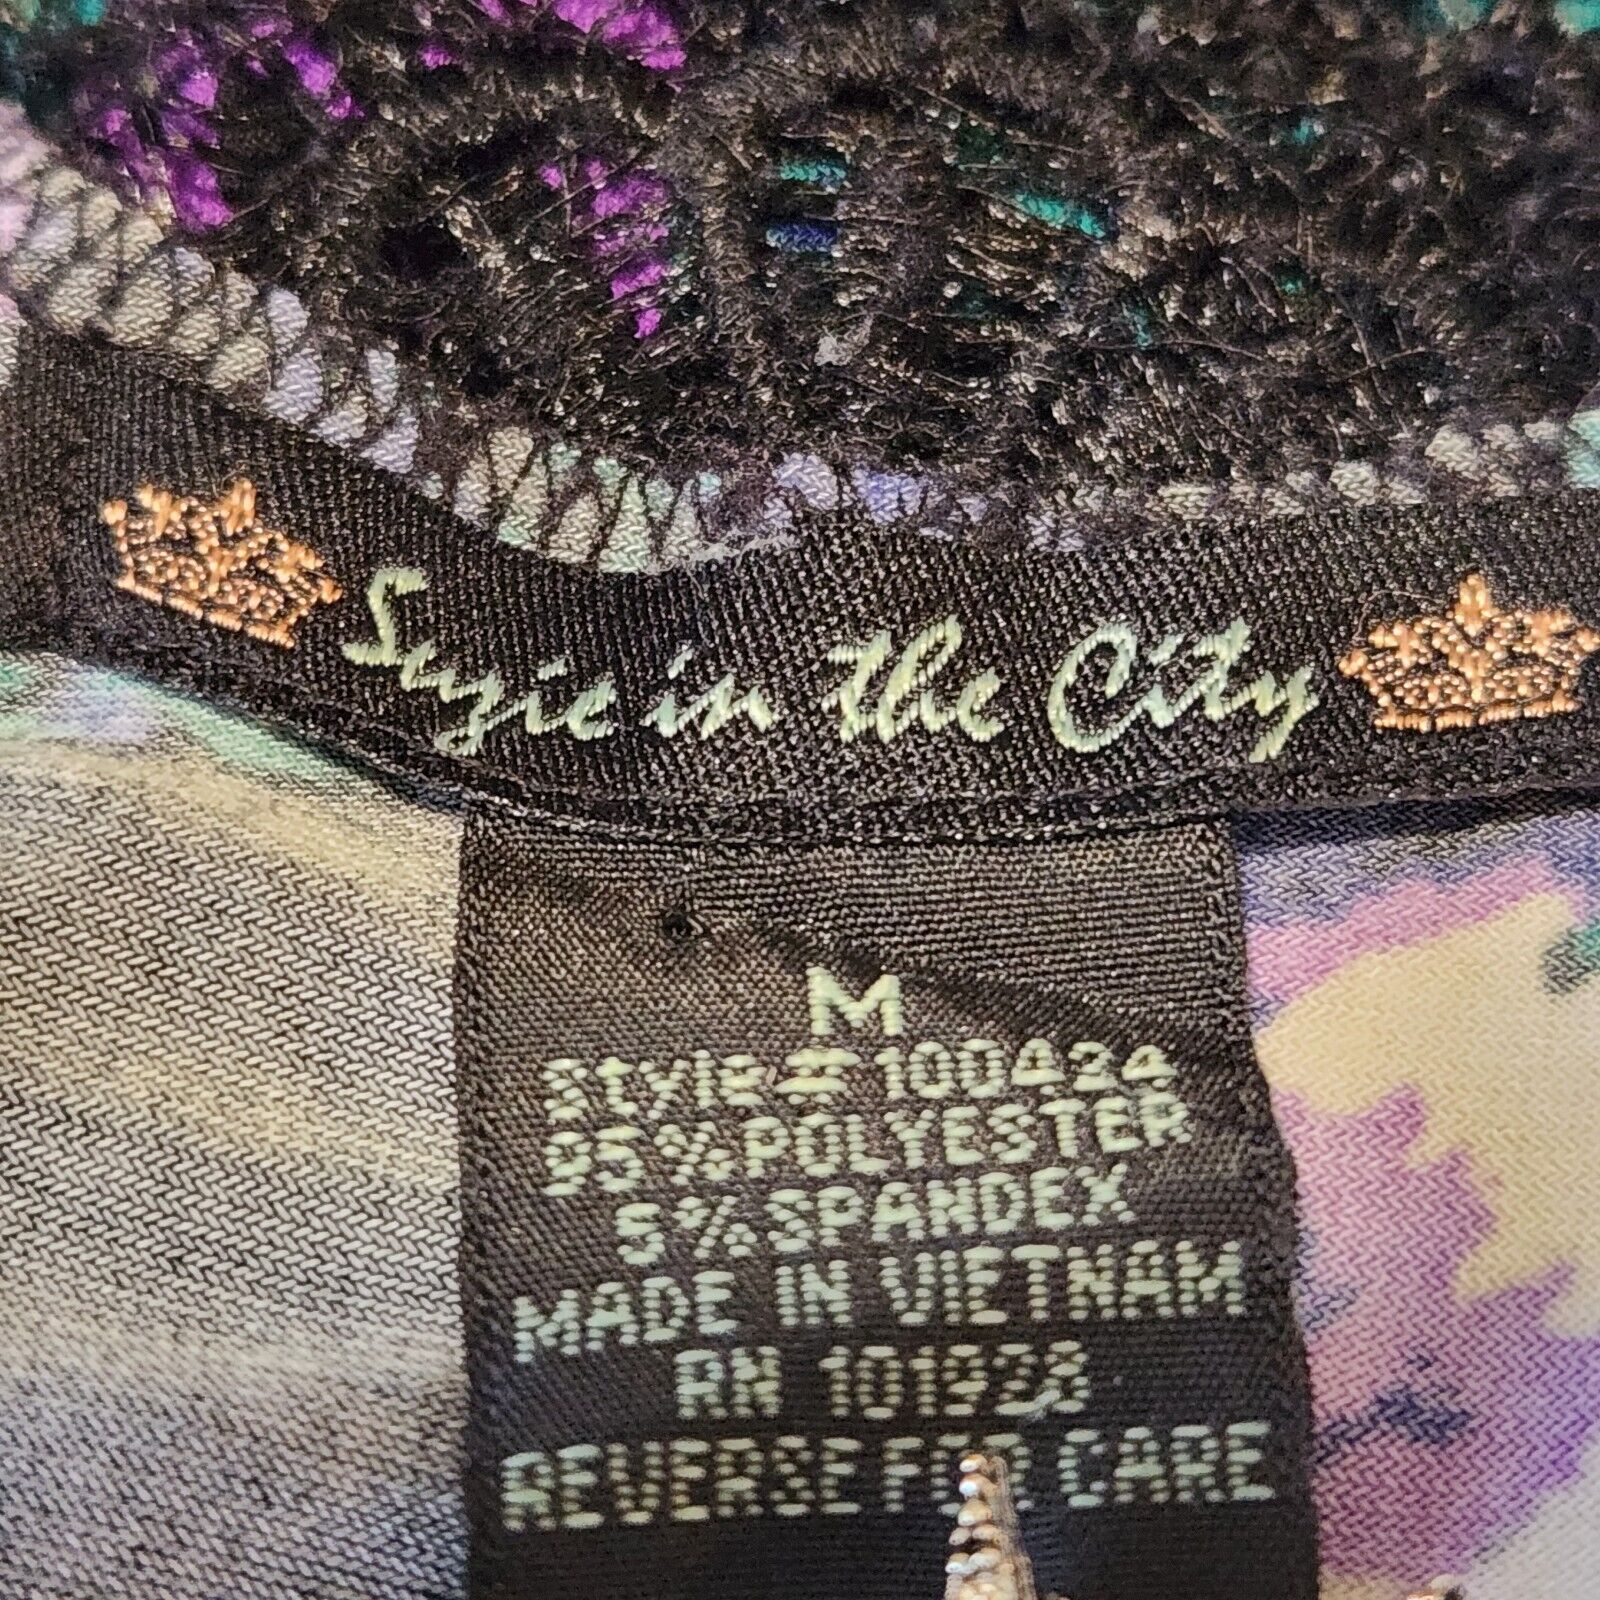 Suzie in the City
M
Style#100424
95%POLYESTER
5%SPANDEX
MADE IN VIETNAM
RN 101928
REVERSE FOR CARE